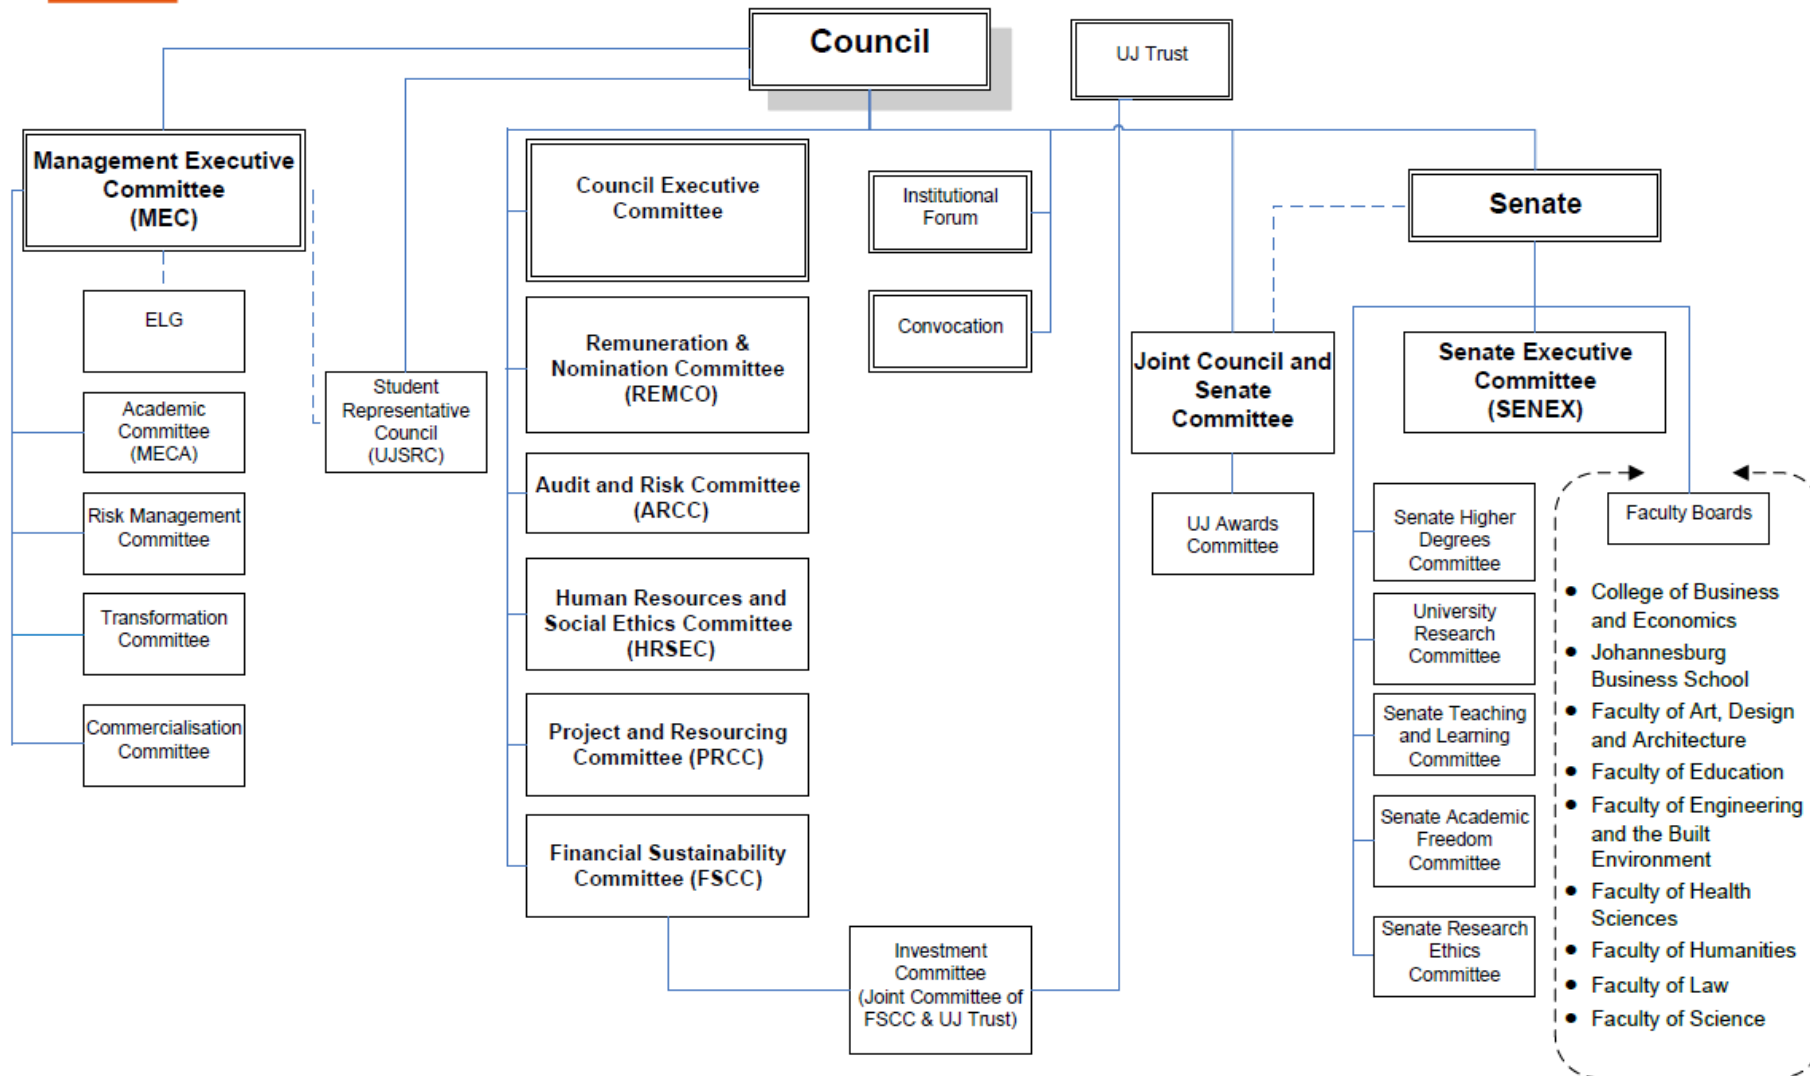 Council
UJ Trust
Management Executive
Committee
(MEC)
ELG
Academic
Committee
(MECA)
Risk Management
Committee
Transformation
Committee
Commercialisation
Committee
Student
Representative
Council
(UJSRC)
Council Executive
Committee
Remuneration &
Nomination Committee
(REMCO)
Audit and Risk Committee
(ARCC)
Human Resources and
Social Ethics Committee
(HRSEC)
Project and Resourcing
Committee (PRCC)
Financial Sustainability
Committee (FSCC)
Institutional
Forum
Convocation
Investment
Committee
(Joint Committee of
FSCC & UJ Trust)
Joint Council and
Senate
Committee
UJ Awards
Committee
Senate
Senate Executive
Committee
(SENEX)
Senate Higher
Degrees
Committee
University
Research
Committee
Senate Teaching
and Learning
Committee
Senate Academic
Freedom
Committee
Senate Research
Ethics
Committee
Faculty Boards
• College of Business
and Economics
• Johannesburg
Business School
• Faculty of Art, Design
and Architecture
• Faculty of Education
• Faculty of Engineering
and the Built
Environment
• Faculty of Health
Sciences
• Faculty of Humanities
• Faculty of Law
• Faculty of Science